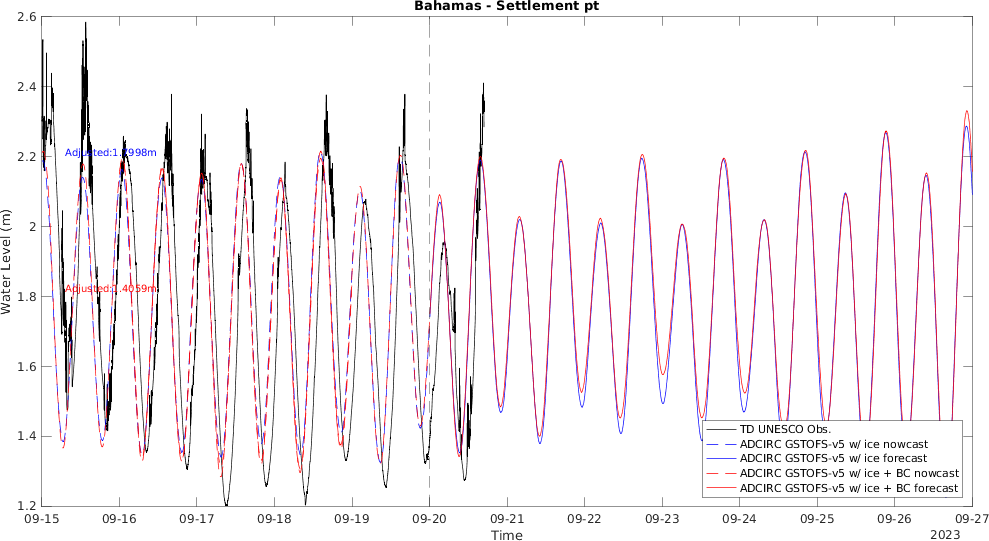 Bahamas - Settlement pt
Water Level (m)
2.6
2.4
2.2
2
1.8
1.6
1.4
1.2
Adjusted:1.7998m
Adjusted:1.4059m
TD UNESCO Obs.
ADCIRC GSTOFS-v5 w/ ice nowcast
ADCIRC GSTOFS-v5 w/ ice forecast
ADCIRC GSTOFS-v5 w/ ice + BC nowcast
ADCIRC GSTOFS-v5 w/ ice + BC forecast
09-15 09-16 09-17 09-18 09-19 09-20 09-21 09-22 09-23 09-24 09-25 09-26 09-27
Time
2023